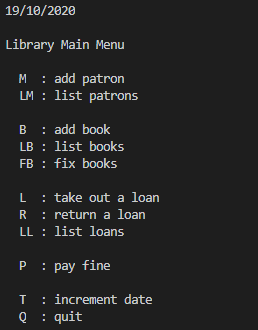 19/10/2020
Library Main Menu
M : add patron
LM : list patrons
B : add book
LB : list books
FB : fix books
L : take out a loan
R : return a loan
LL : list loans
P : pay fine
T : increment date
Q : quit